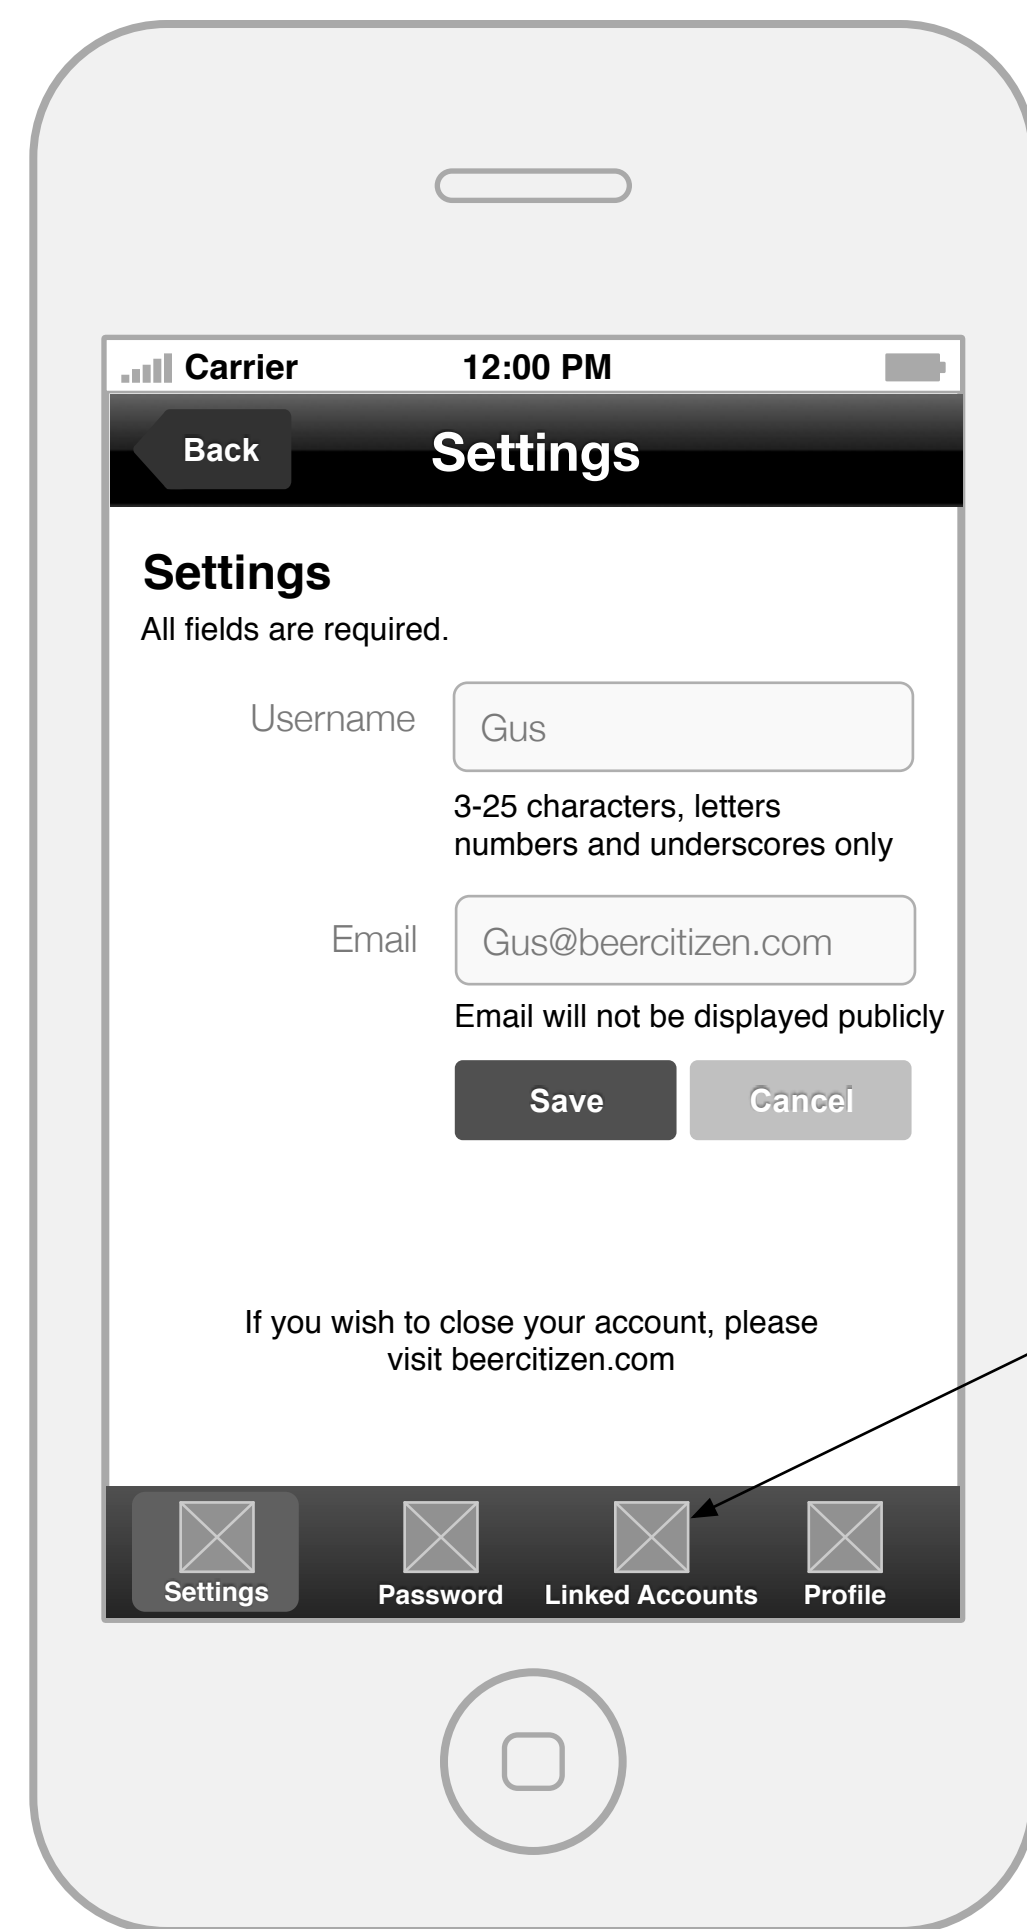 Carrier 12:00 PM
Back Settings
Settings
All fields are required.
Username Gus
3-25 characters, letters
numbers and underscores only
Email Gus@beercitizen.com
Email will not be displayed publicly
Save Cancel
If you wish to close your account, please
visit beercitizen.com
Settings Password Linked Accounts Profile